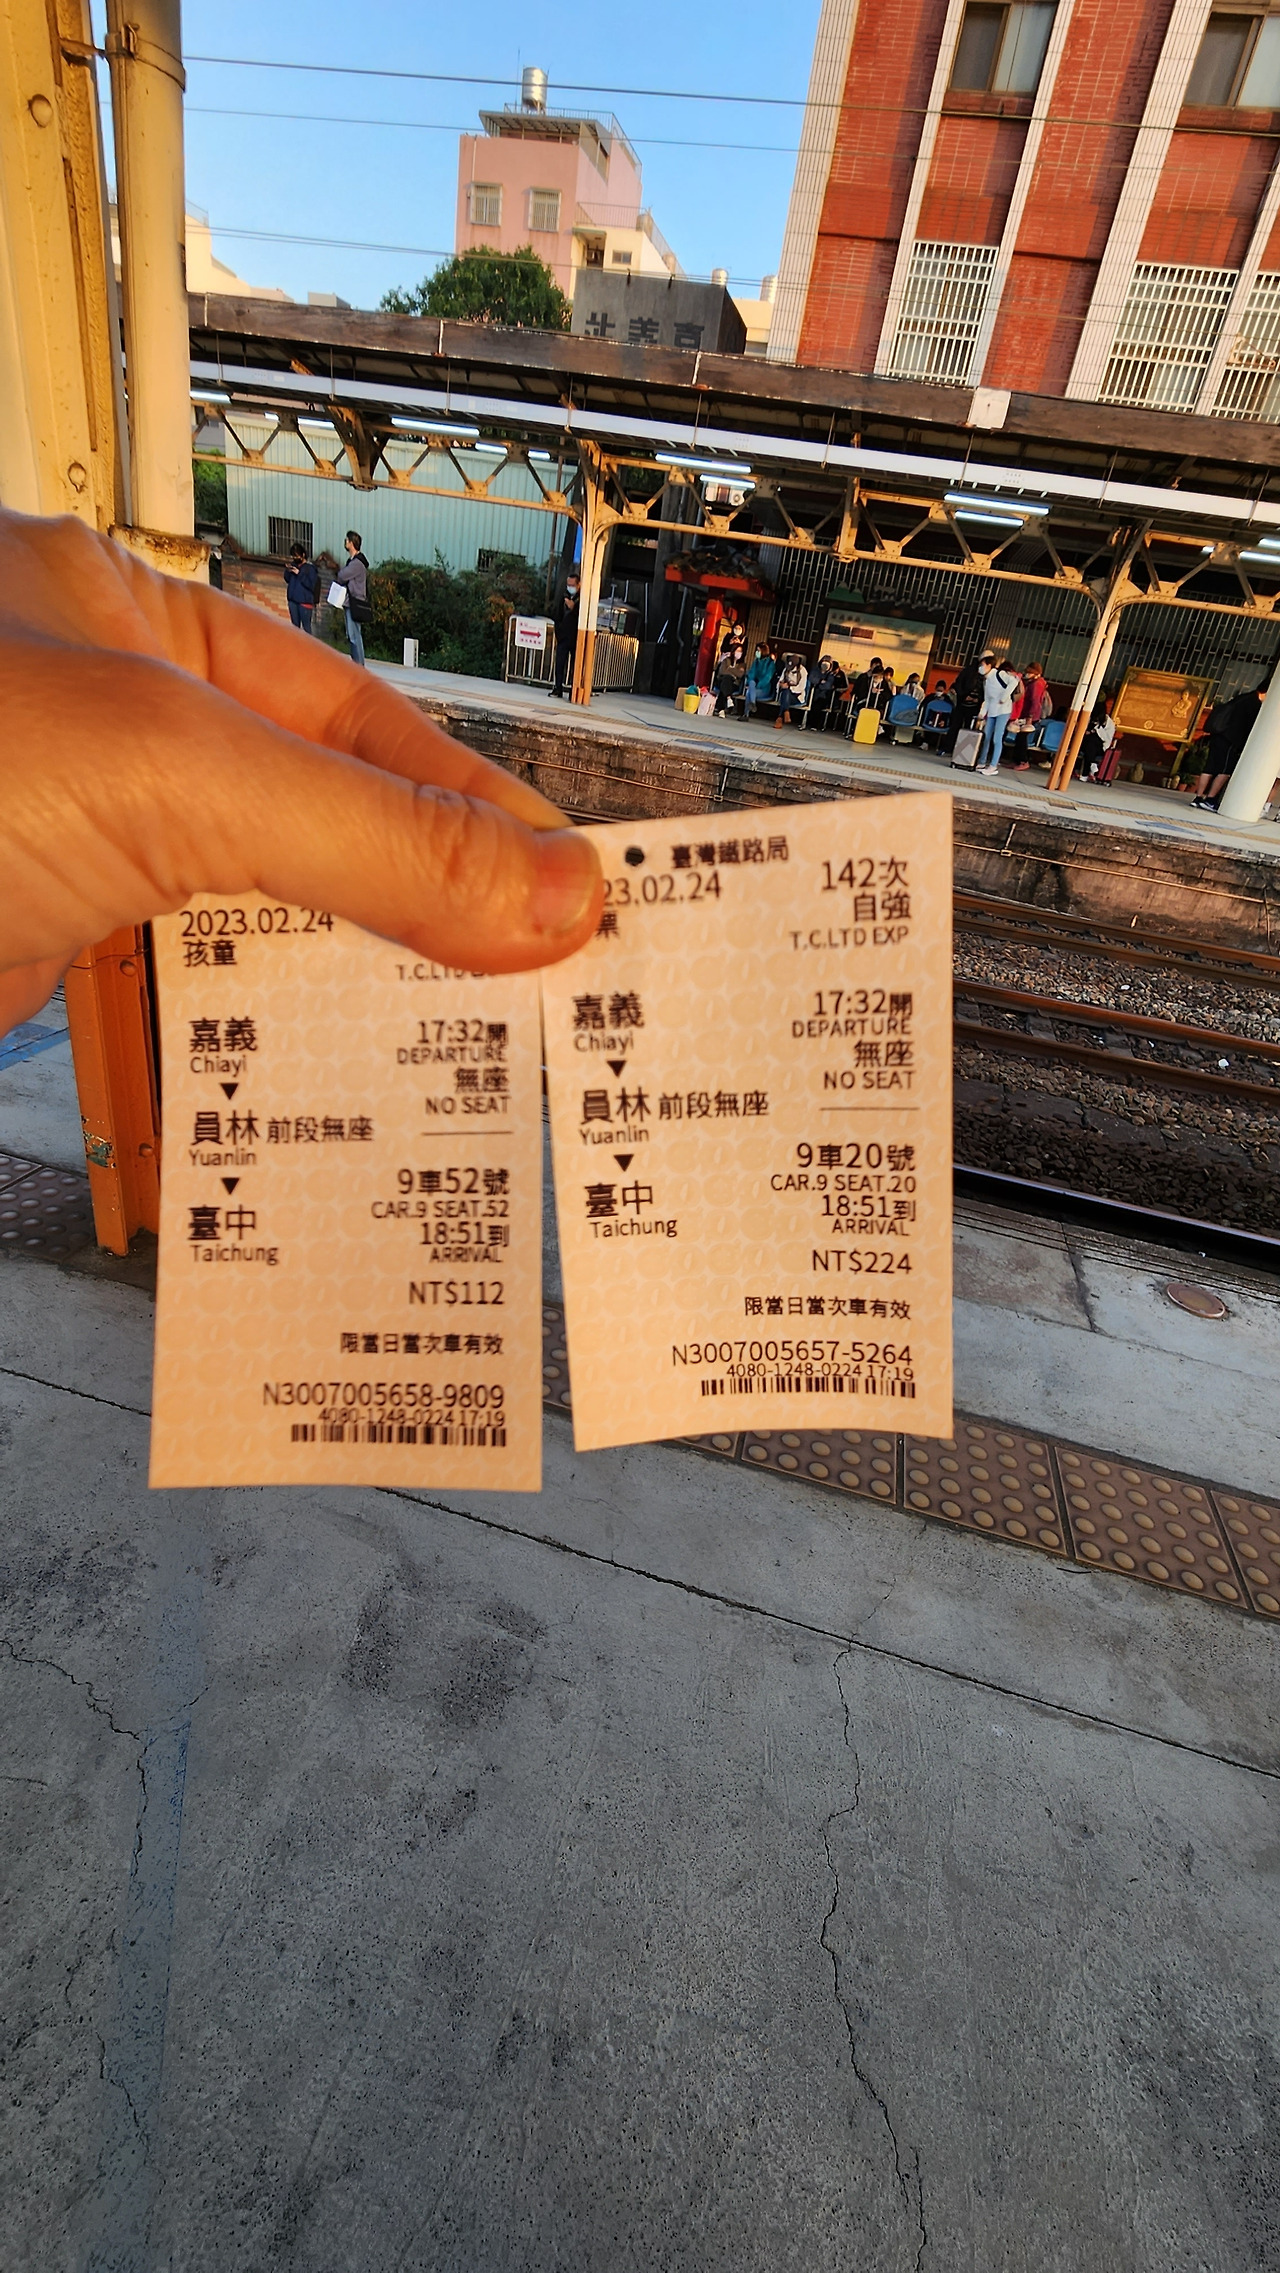 2023.02.24
孩童
嘉義
Chiayi
17:32開
DEPARTURE
無座
NO SEAT
員林 前段無座
Yuanlin
9車52號
CAR.9 SEAT.52
臺中
Taichung
18:51到
ARRIVAL
NT$112
限當日當次車有效
N3007005658-9809
4080-1248-0224 17:19
臺灣鐵路局
23.02.24
142次
票
自強
T.C.LTD EXP
嘉義
Chiayi
17:32開
DEPARTURE
無座
NO SEAT
員林 前段無座
Yuanlin
9車20號
CAR.9 SEAT.20
臺中
Taichung
18:51到
ARRIVAL
NT$224
限當日當次車有效
N3007005657-5264
4080-1248-0224 17:19